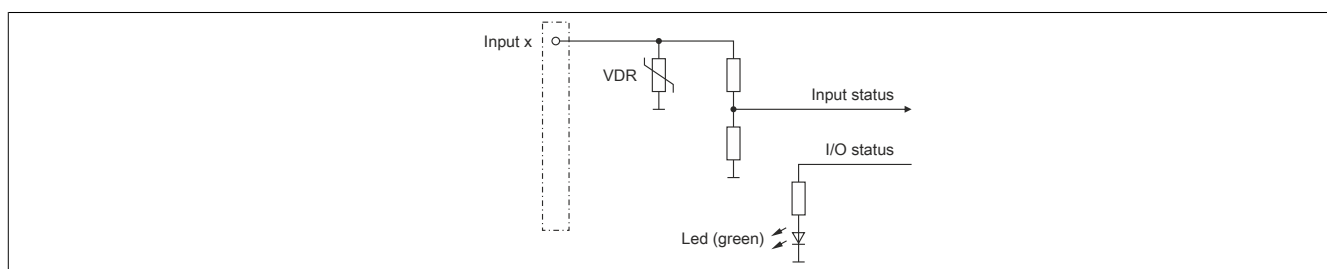 Input x
VDR
Input status
I/O status
Led (green)